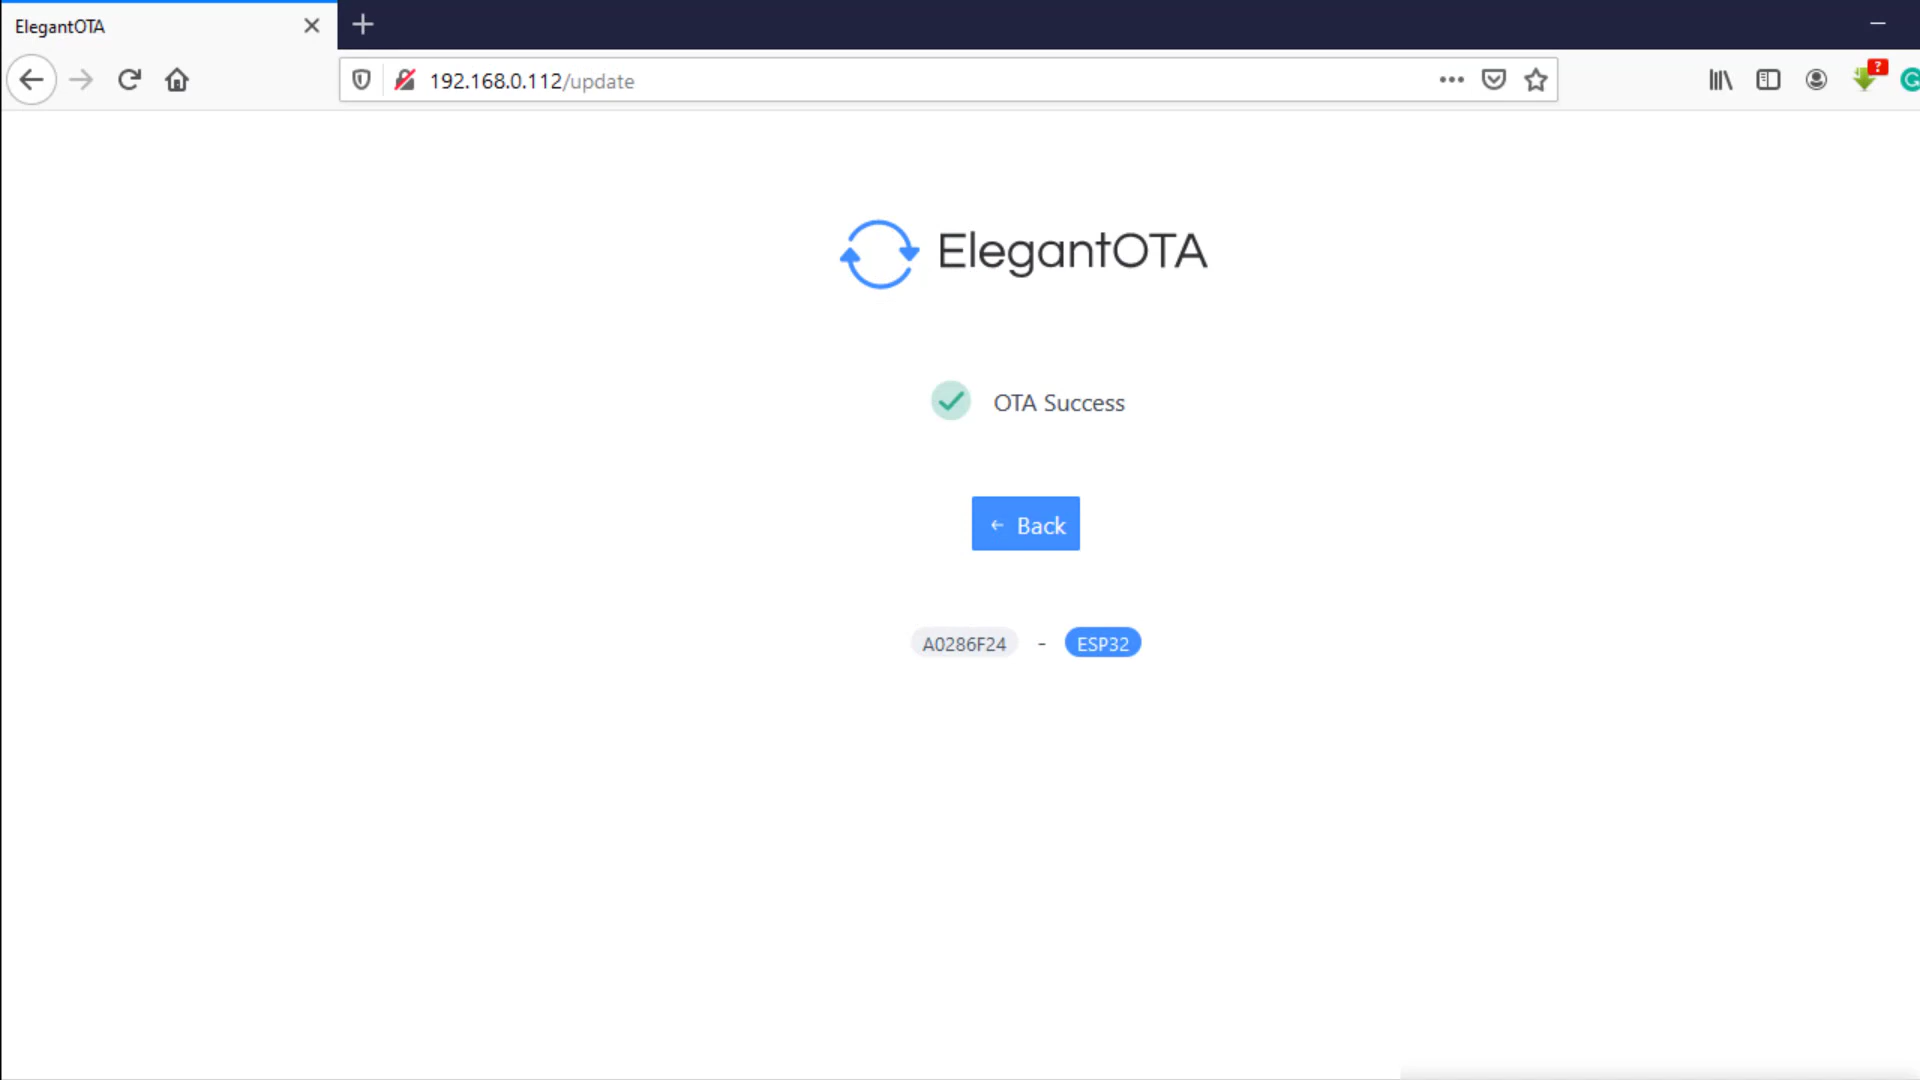 ElegantOTA
192.168.0.112/update
?
ElegantOTA
OTA Success
← Back
A0286F24 - ESP32